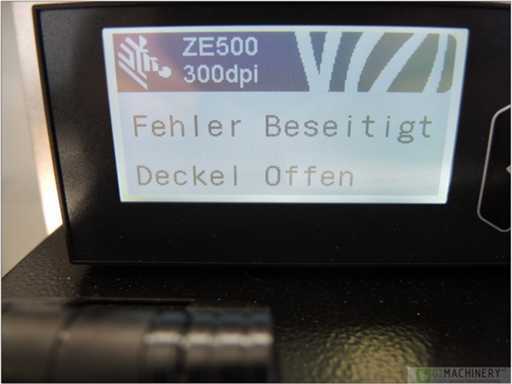 ZE500
300dpi
Fehler Beseitigt
Deckel Offen
MACHINERY